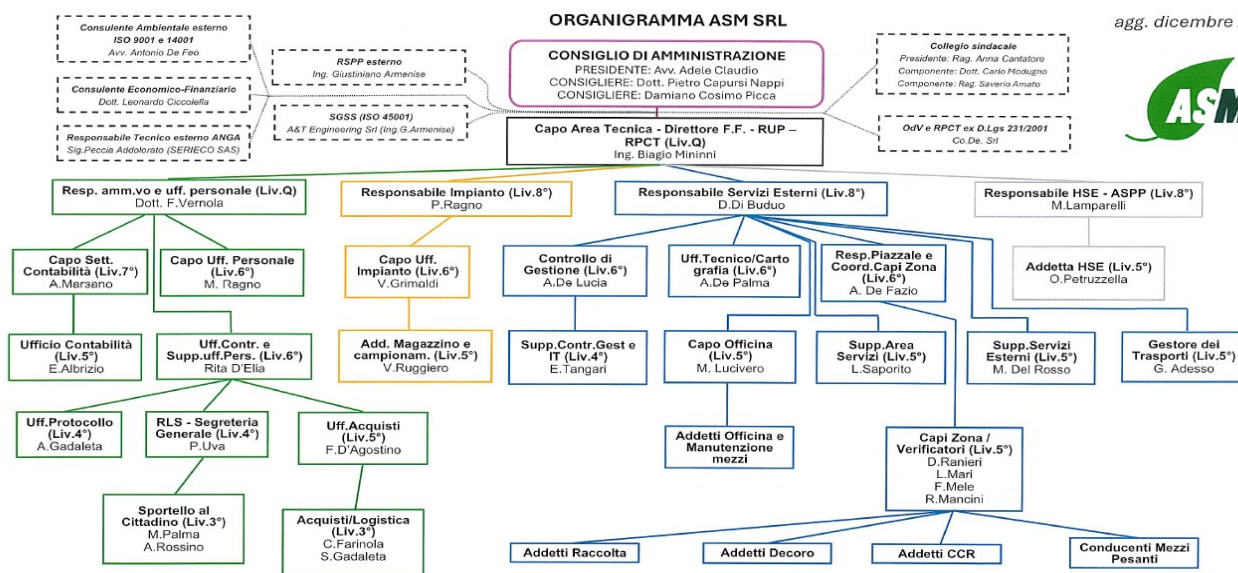 ORGANIGRAMMA ASM SRL
agg. dicembre
Consulente Ambientale esterno
ISO 9001 e 14001
Avv. Antonio De Feo
Consulente Economico-Finanziario
Dott. Leonardo Ciccolella
Responsabile Tecnico esterno ANGA
Sig.Peccia Addolorato (SERIECO SAS)
RSPP esterno
Ing. Giustiniano Armenise
SGSS (ISO 45001)
A&T Engineering Srl (Ing.G.Armenise)
CONSIGLIO DI AMMINISTRAZIONE
PRESIDENTE: Avv. Adele Claudio
CONSIGLIERE: Dott. Pietro Capursi Nappi
CONSIGLIERE: Damiano Cosimo Picca
Collegio sindacale
Presidente: Rag. Anna Cantatore
Componente: Dott. Carlo Modugno
Componente: Rag. Saverio Amato
OdV e RPCT ex D.Lgs 231/2001
Co.De. Srl
ASM
Capo Area Tecnica - Direttore F.F. - RUP –
RPCT (Liv.Q)
Ing. Biagio Mininni
Resp. amm.vo e uff. personale (Liv.Q)
Dott. F.Vernola
Responsabile Impianto (Liv.8°)
P.Ragno
Responsabile Servizi Esterni (Liv.8°)
D.Di Buduo
Responsabile HSE - ASPP (Liv.8°)
M.Lamparelli
Capo Sett.
Contabilità (Liv.7°)
A.Marsano
Capo Uff. Personale
(Liv.6°)
M. Ragno
Capo Uff.
Impianto (Liv.6°)
V.Grimaldi
Controllo di
Gestione (Liv.6°)
A.De Lucia
Uff.Tecnico/Carto
grafia (Liv.6°)
A.De Palma
Resp.Piazzale e
Coord.Capi Zona
(Liv.6°)
A. De Fazio
Addetta HSE (Liv.5°)
O.Petruzzella
Ufficio Contabilità
(Liv.5°)
E.Albrizio
Uff.Contr. e
Supp.uff.Pers. (Liv.6°)
Rita D'Elia
Add. Magazzino e
campionam. (Liv.5°)
V.Ruggiero
Supp.Contr.Gest e
IT (Liv.4°)
E.Tangari
Capo Officina
(Liv.5°)
M. Lucivero
Supp.Area
Servizi (Liv.5°)
L.Saporito
Supp.Servizi
Esterni (Liv.5°)
M. Del Rosso
Gestore dei
Trasporti (Liv.5°)
G. Adesso
Uff.Protocollo
(Liv.4°)
A.Gadaleta
RLS - Segreteria
Generale (Liv.4°)
P.Uva
Uff.Acquisti
(Liv.5°)
F.D'Agostino
Addetti Officina e
Manutenzione
mezzi
Capi Zona /
Verificatori (Liv.5°)
D.Ranieri
L.Mari
F.Mele
R.Mancini
Sportello al
Cittadino (Liv.3°)
M.Palma
A.Rossino
Acquisti/Logistica
(Liv.3°)
C.Farinola
S.Gadaleta
Addetti Raccolta
Addetti Decoro
Addetti CCR
Conducenti Mezzi
Pesanti